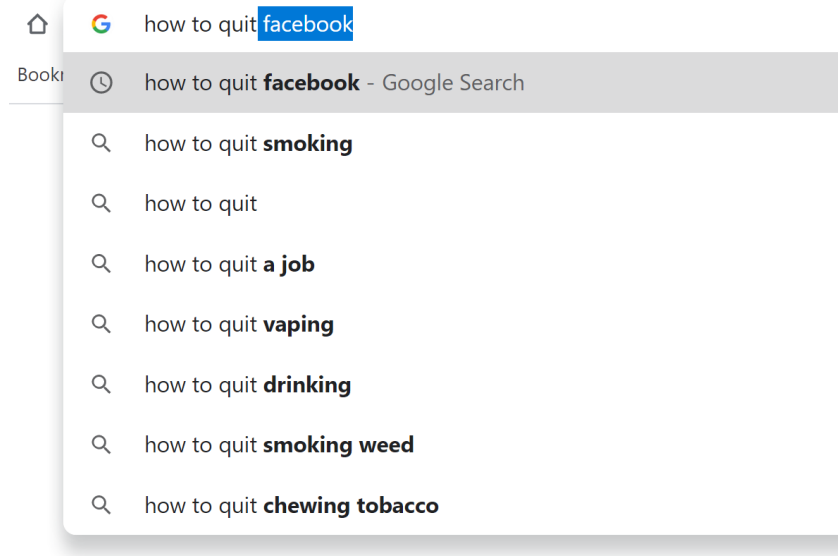 how to quit facebook
Bookr
how to quit facebook - Google Search
how to quit smoking
how to quit
how to quit a job
how to quit vaping
how to quit drinking
how to quit smoking weed
how to quit chewing tobacco